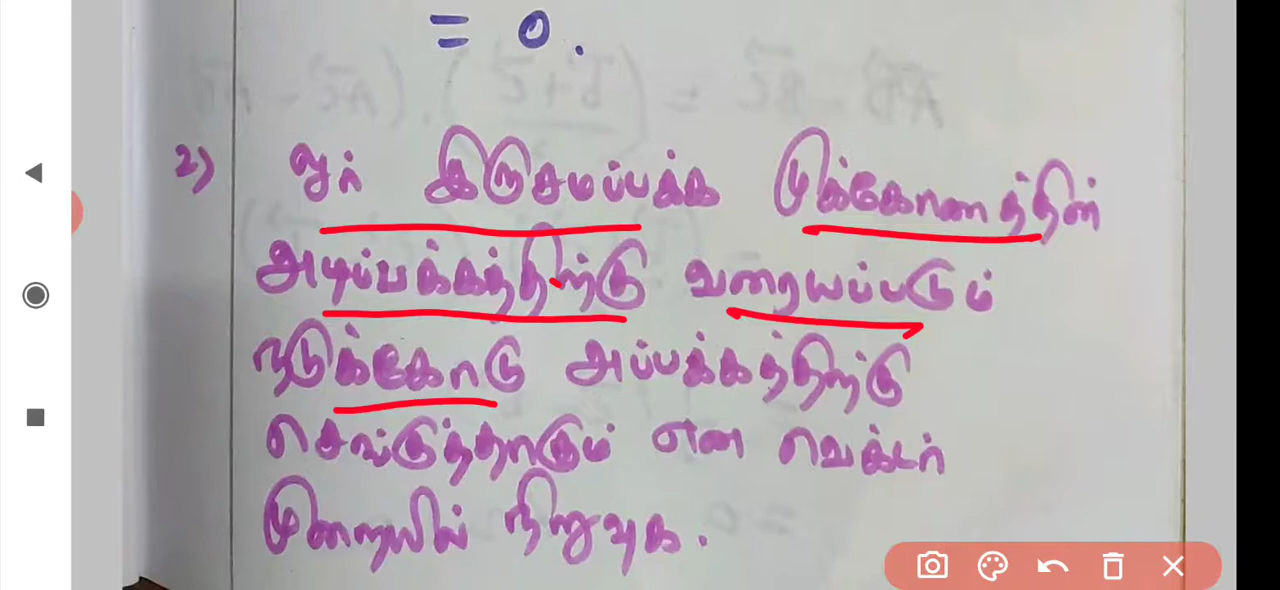 = 0.
2) ஓர் இருசமபக்க முக்கோணத்தின்
அடிப்பக்கத்திற்கு வரையப்படும்
நடுக்கோடு அப்பக்கத்திற்கு
செங்குத்தாகும் என வெக்டர்
முறையில் நிறுவுக.